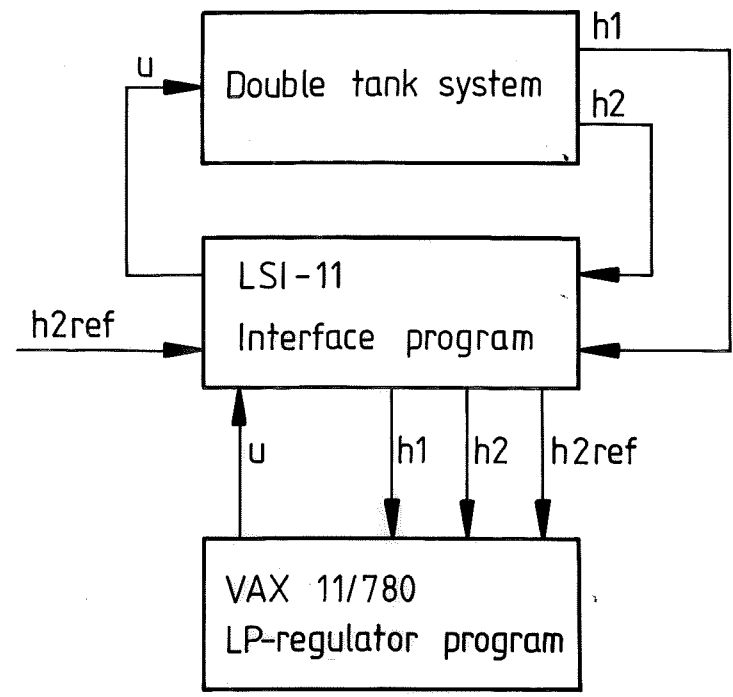 h1
u
Double tank system
h2
LSI-11
h2ref
Interface program
u
h1
h2
h2ref
VAX 11/780
LP-regulator program